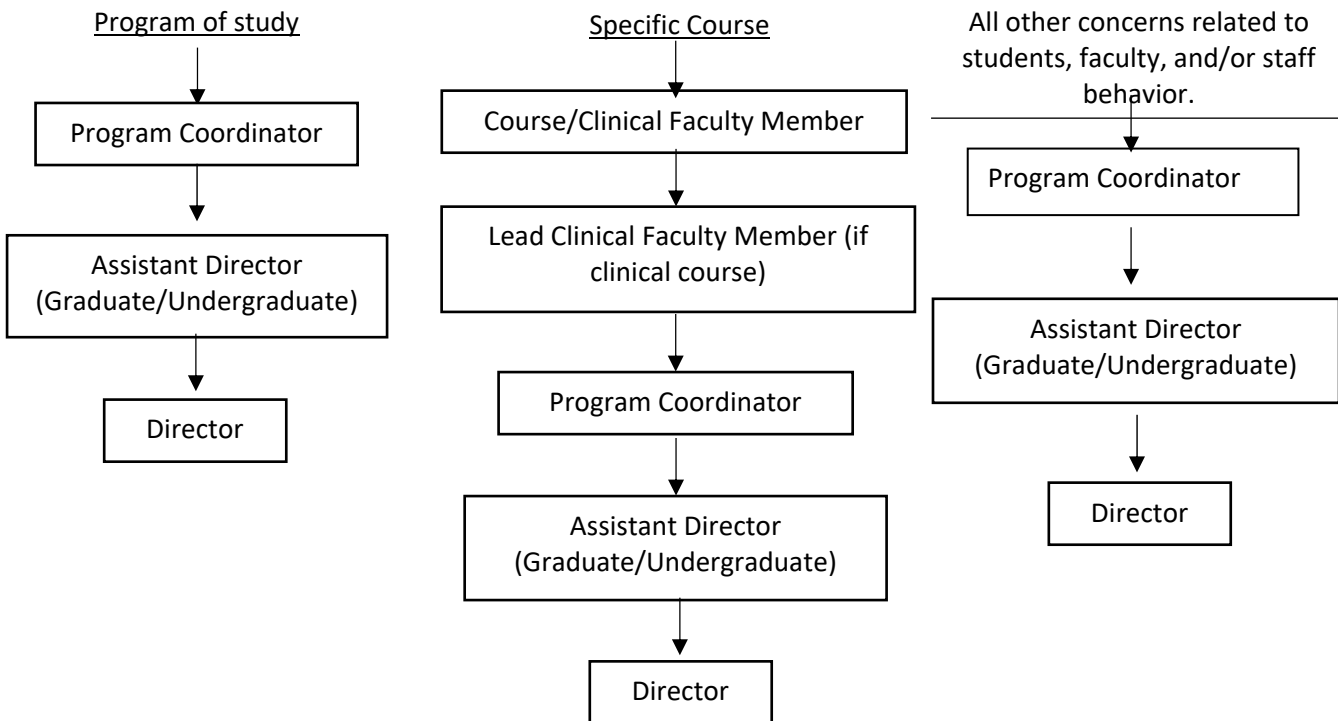 Program of study
Program Coordinator
Assistant Director
(Graduate/Undergraduate)
Director
Specific Course
Course/Clinical Faculty Member
Lead Clinical Faculty Member (if
clinical course)
Program Coordinator
Assistant Director
(Graduate/Undergraduate)
Director
All other concerns related to
students, faculty, and/or staff
behavior.
Program Coordinator
Assistant Director
(Graduate/Undergraduate)
Director